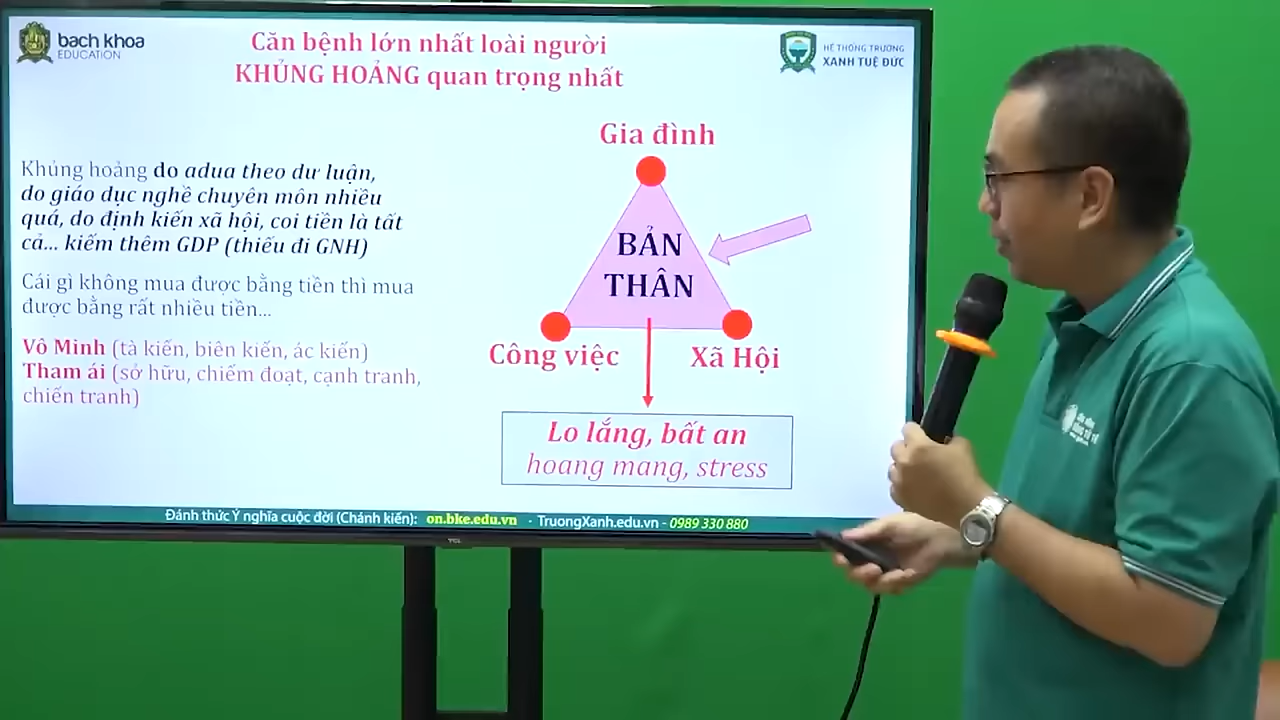 bach khoa
EDUCATION
Căn bệnh lớn nhất loài người
KHỦNG HOẢNG quan trọng nhất
HỆ THỐNG TRƯỜNG
XANH TUỆ ĐỨC
Khủng hoảng do adua theo dư luận,
do giáo dục nghề chuyên môn nhiều
quá, do định kiến xã hội, coi tiền là tất
cả... kiếm thêm GDP (thiếu đi GNH)
Cái gì không mua được bằng tiền thì mua
được bằng rất nhiều tiền...
Vô Minh (tà kiến, biên kiến, ác kiến)
Tham ái (sở hữu, chiếm đoạt, cạnh tranh,
chiến tranh)
Gia đình
BẢN
THÂN
Công việc
Xã Hội
Lo lắng, bất an
hoang mang, stress
Đánh thức Ý nghĩa cuộc đời (Chánh kiến): on.bke.edu.vn - TruongXanh.edu.vn - 0989 330 880
TCL